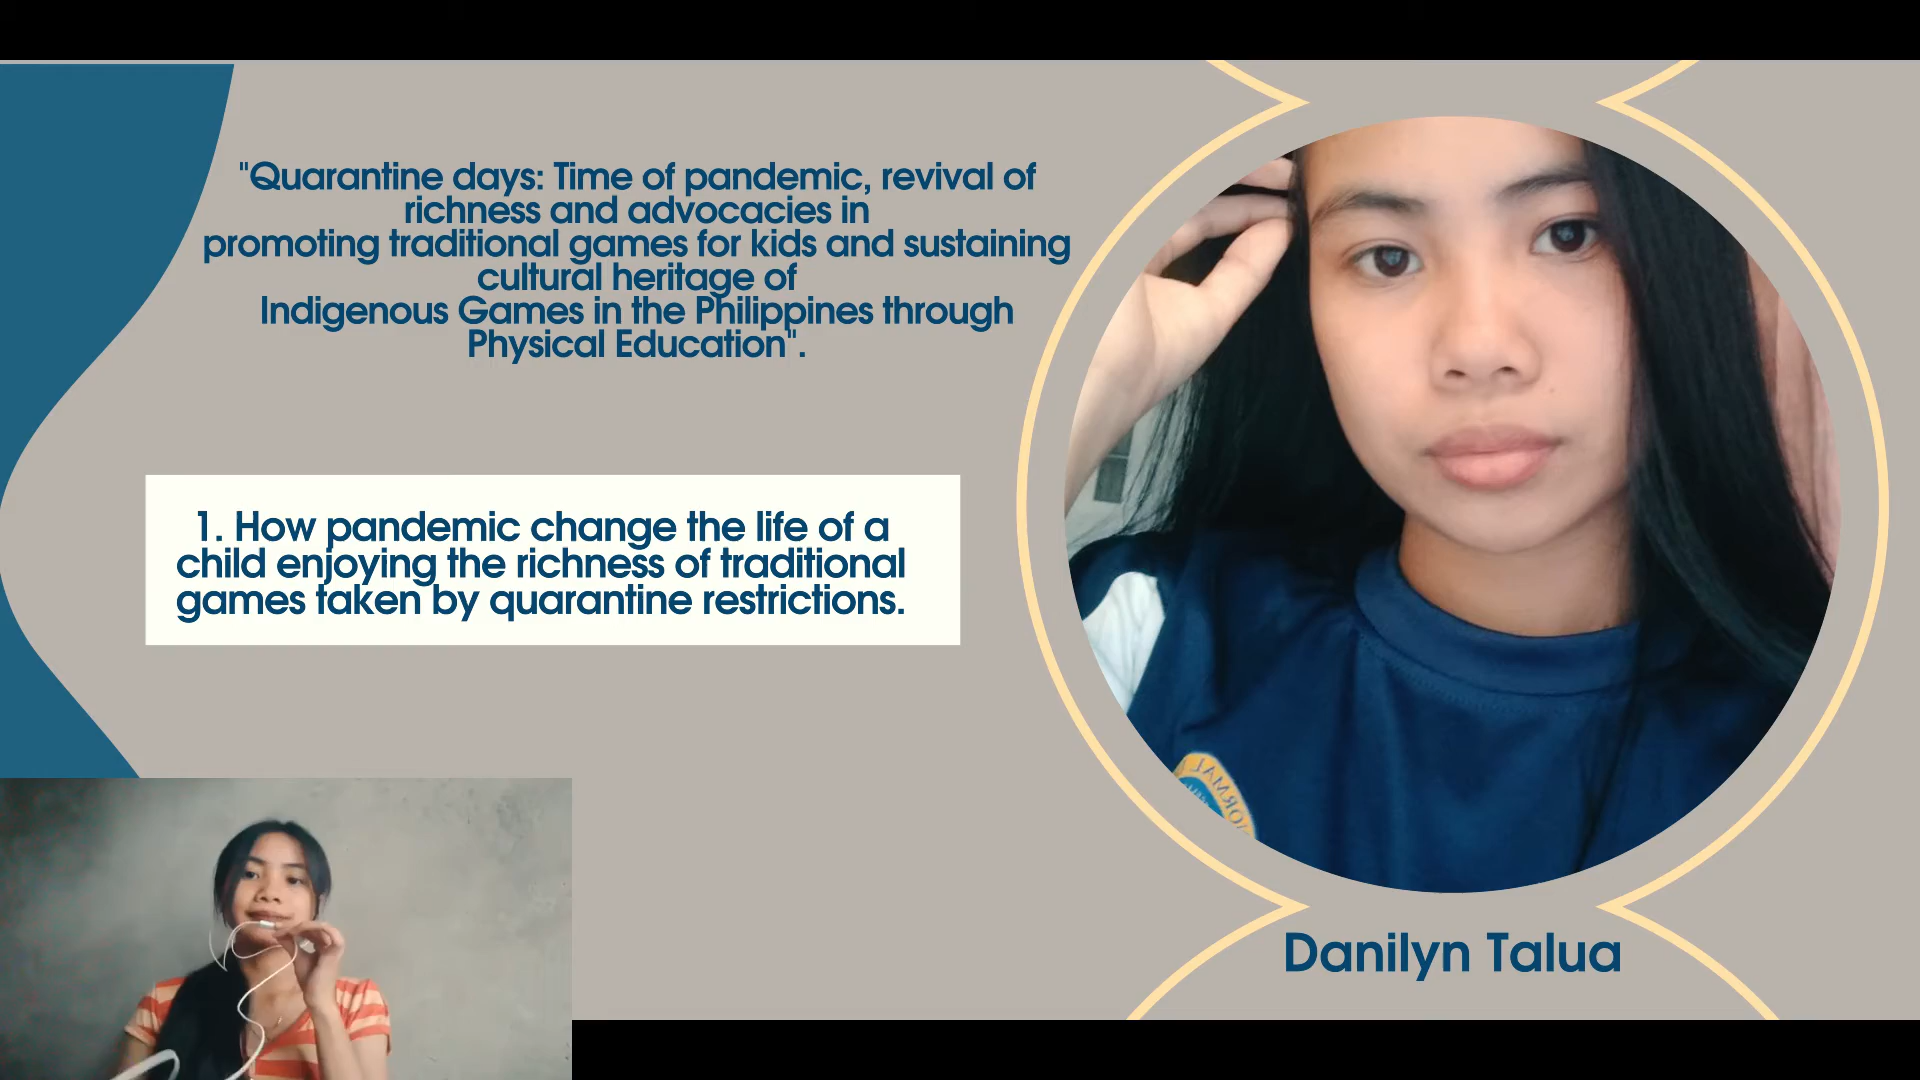 "Quarantine days: Time of pandemic, revival of
richness and advocacies in
promoting traditional games for kids and sustaining
cultural heritage of
Indigenous Games in the Philippines through
Physical Education".
1. How pandemic change the life of a
child enjoying the richness of traditional
games taken by quarantine restrictions.
Danilyn Talua